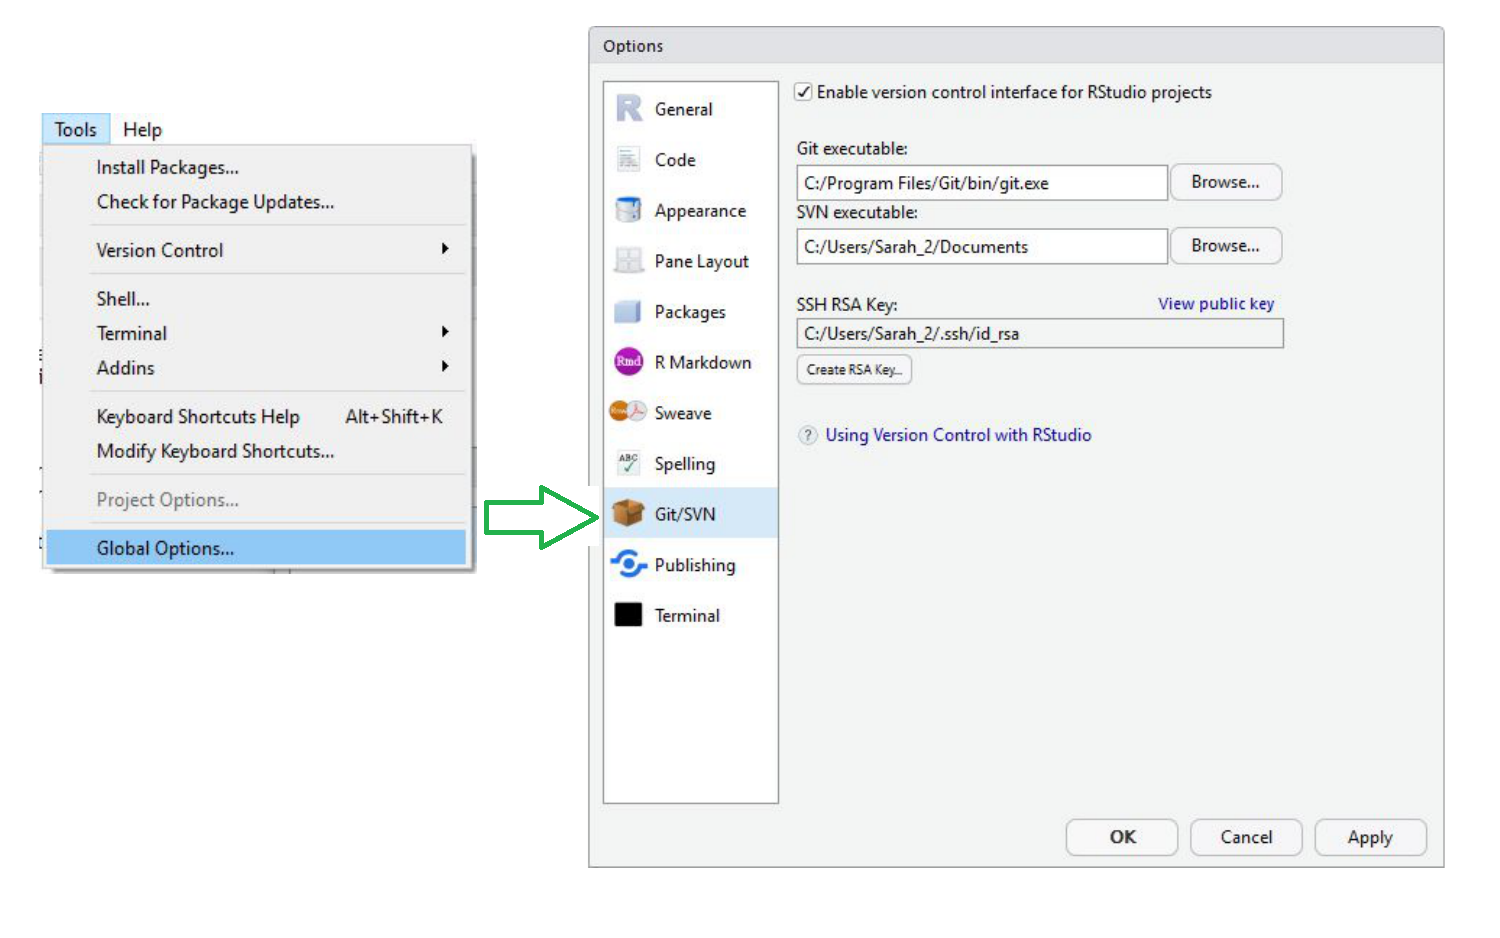 Tools Help
Install Packages...
Check for Package Updates...
Version Control
Shell...
Terminal
Addins
Keyboard Shortcuts Help Alt+Shift+K
Modify Keyboard Shortcuts...
Project Options...
Global Options...
Options
General
Code
Appearance
Pane Layout
Packages
Rmd R Markdown
Sweave
ABC Spelling
Git/SVN
Publishing
Terminal
Enable version control interface for RStudio projects
Git executable:
C:/Program Files/Git/bin/git.exe Browse...
SVN executable:
C:/Users/Sarah_2/Documents Browse...
SSH RSA Key: View public key
C:/Users/Sarah_2/.ssh/id_rsa
Create RSA Key...
? Using Version Control with RStudio
OK Cancel Apply